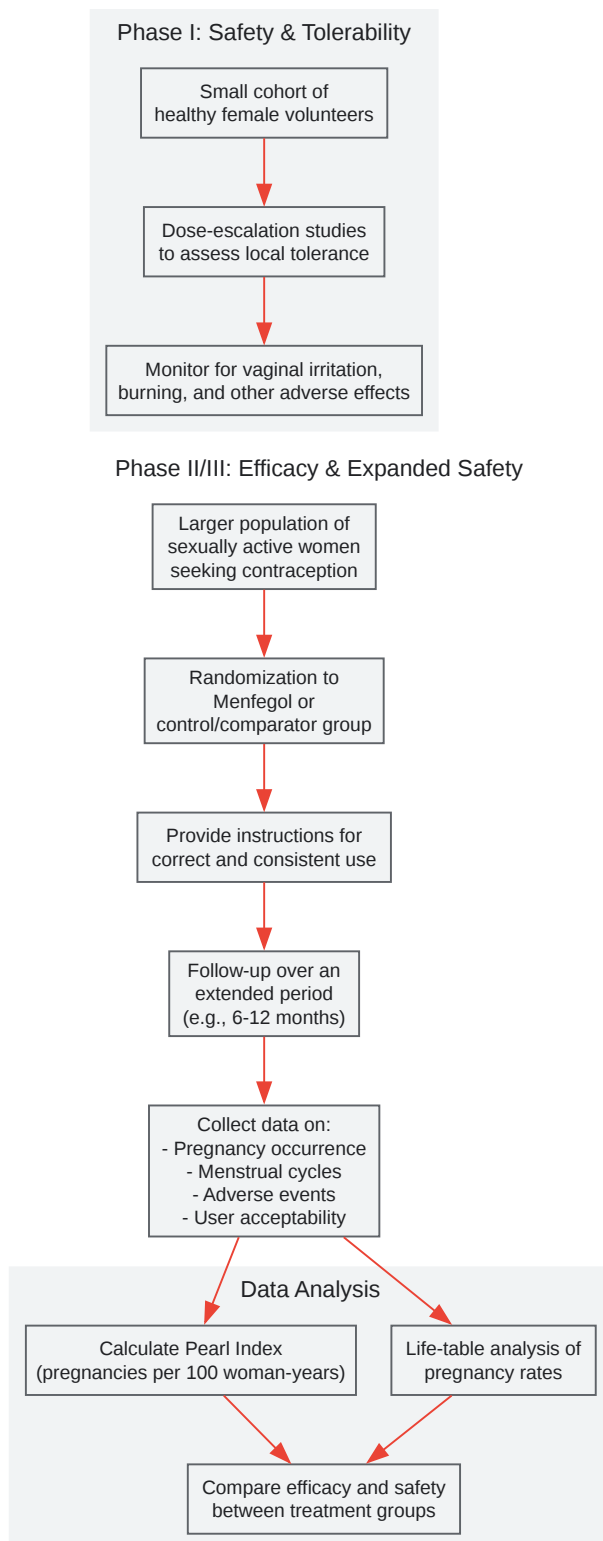 Phase I: Safety & Tolerability
Small cohort of
healthy female volunteers
Dose-escalation studies
to assess local tolerance
Monitor for vaginal irritation,
burning, and other adverse effects
Phase II/III: Efficacy & Expanded Safety
Larger population of
sexually active women
seeking contraception
Randomization to
Menfegol or
control/comparator group
Provide instructions for
correct and consistent use
Follow-up over an
extended period
(e.g., 6-12 months)
Collect data on:
- Pregnancy occurrence
- Menstrual cycles
- Adverse events
- User acceptability
Data Analysis
Calculate Pearl Index
(pregnancies per 100 woman-years)
Life-table analysis of
pregnancy rates
Compare efficacy and safety
between treatment groups